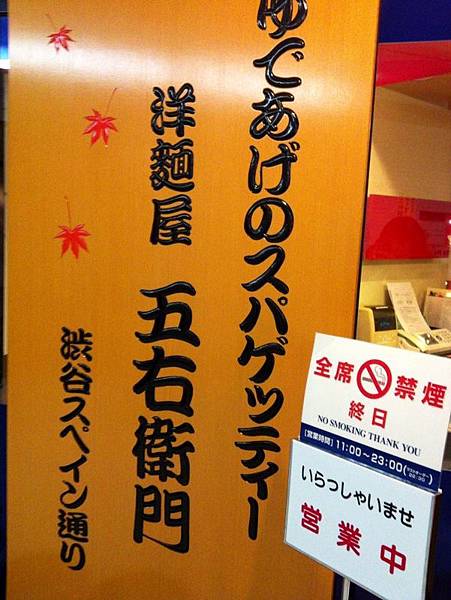 ゆであげのスパゲッティー
洋麺屋 五右衛門
渋谷スペイン通り
全席 禁煙
終日
NO SMOKING THANK YOU
[営業時間] 11:00～23:00
いらっしゃいませ
営業中